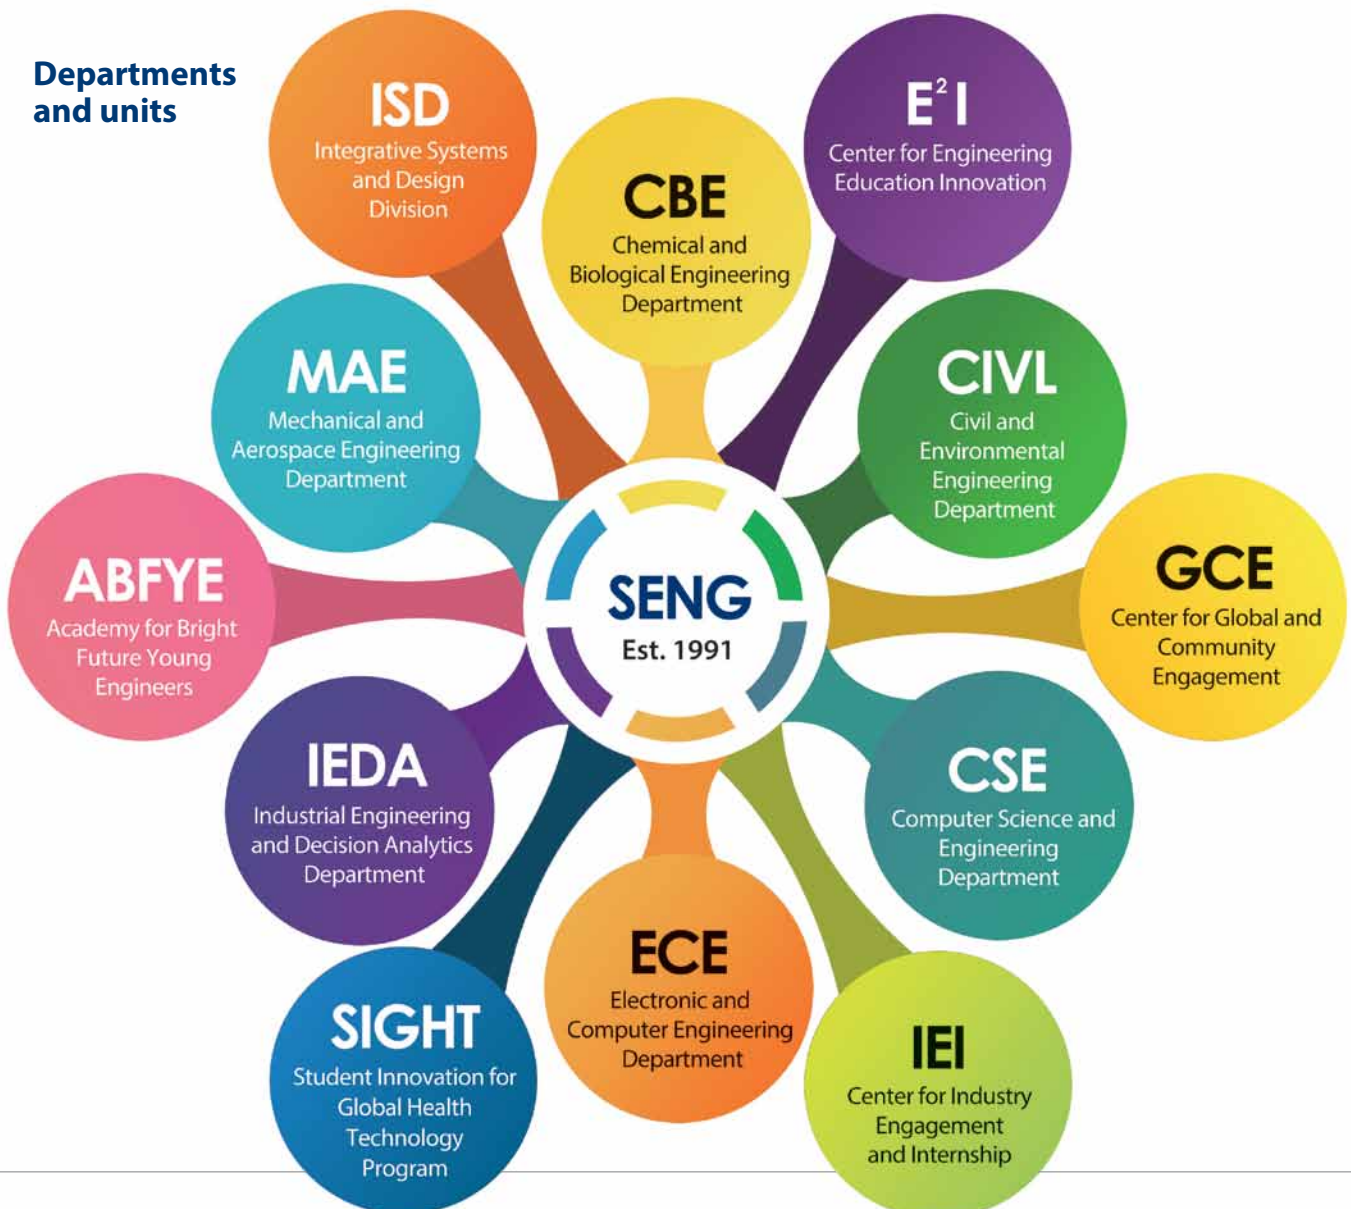 Departments
and units
ISD
Integrative Systems
and Design
Division
CBE
Chemical and
Biological Engineering
Department
E² I
Center for Engineering
Education Innovation
MAE
Mechanical and
Aerospace Engineering
Department
CIVL
Civil and
Environmental
Engineering
Department
ABFYE
Academy for Bright
Future Young
Engineers
SENG
Est. 1991
GCE
Center for Global and
Community
Engagement
IEDA
Industrial Engineering
and Decision Analytics
Department
CSE
Computer Science and
Engineering
Department
SIGHT
Student Innovation for
Global Health
Technology
Program
ECE
Electronic and
Computer Engineering
Department
IEI
Center for Industry
Engagement
and Internship